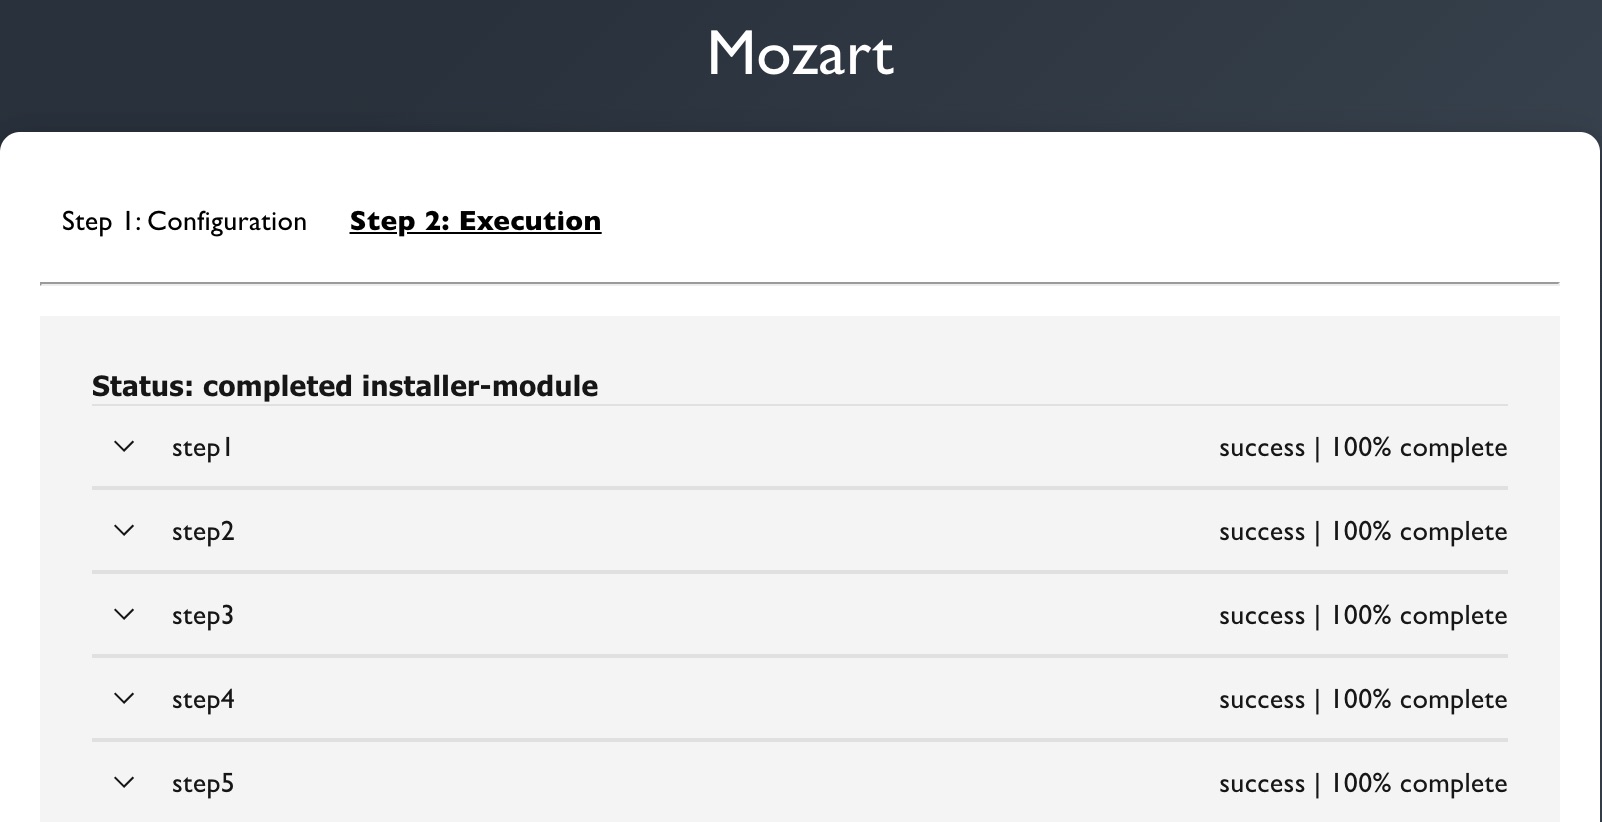 Mozart
Step 1: Configuration Step 2: Execution
Status: completed installer-module
step1 success | 100% complete
step2 success | 100% complete
step3 success | 100% complete
step4 success | 100% complete
step5 success | 100% complete